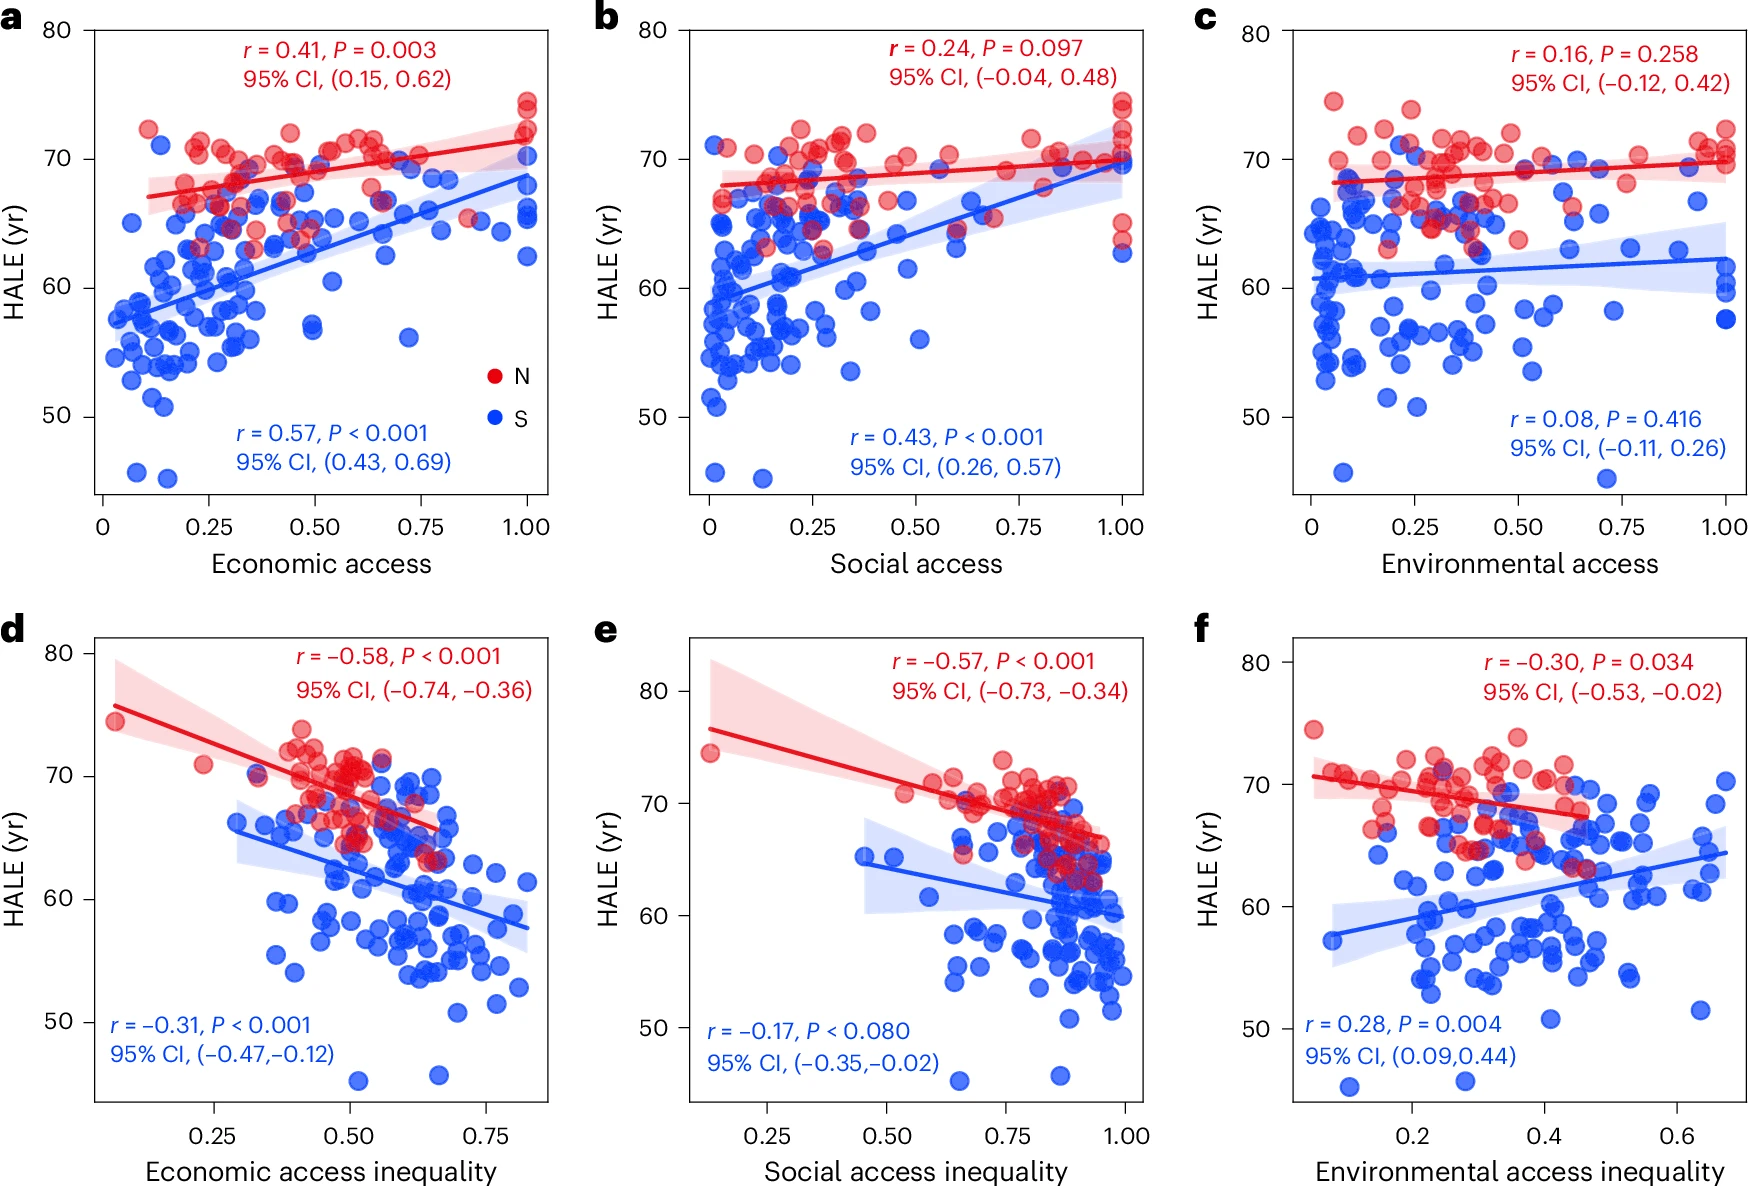 a
r = 0.41, P = 0.003
95% CI, (0.15, 0.62)
80
70
60
50
HALE (yr)
N
S
r = 0.57, P < 0.001
95% CI, (0.43, 0.69)
0 0.25 0.50 0.75 1.00
Economic access
b
r = 0.24, P = 0.097
95% CI, (−0.04, 0.48)
80
70
60
50
HALE (yr)
r = 0.43, P < 0.001
95% CI, (0.26, 0.57)
0 0.25 0.50 0.75 1.00
Social access
c
r = 0.16, P = 0.258
95% CI, (−0.12, 0.42)
80
70
60
50
HALE (yr)
r = 0.08, P = 0.416
95% CI, (−0.11, 0.26)
0 0.25 0.50 0.75 1.00
Environmental access
d
r = −0.58, P < 0.001
95% CI, (−0.74, −0.36)
80
70
60
50
HALE (yr)
r = −0.31, P < 0.001
95% CI, (−0.47,−0.12)
0.25 0.50 0.75
Economic access inequality
e
r = −0.57, P < 0.001
95% CI, (−0.73, −0.34)
80
70
60
50
HALE (yr)
r = −0.17, P < 0.080
95% CI, (−0.35,−0.02)
0.25 0.50 0.75 1.00
Social access inequality
f
r = −0.30, P = 0.034
95% CI, (−0.53, −0.02)
80
70
60
50
HALE (yr)
r = 0.28, P = 0.004
95% CI, (0.09,0.44)
0.2 0.4 0.6
Environmental access inequality